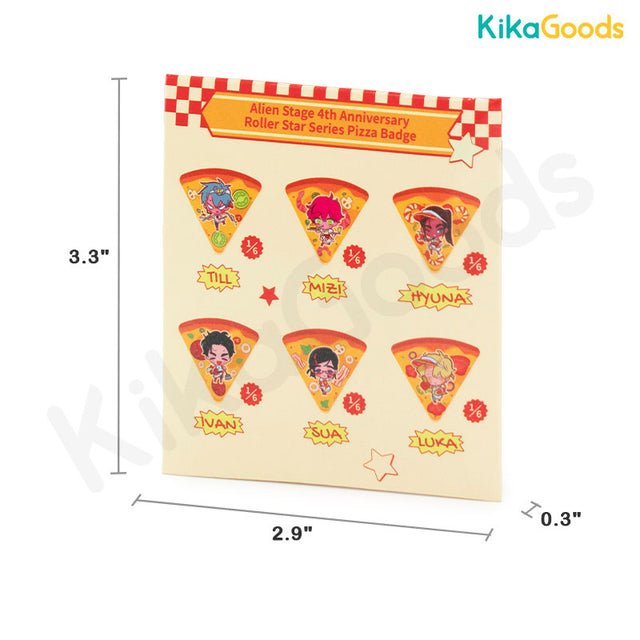 KiKaGoods
Alien Stage 4th Anniversary
Roller Star Series Pizza Badge
1/6
1/6
1/6
TILL
MIZI
HYUNA
1/6
1/6
1/6
IVAN
SUA
LUKA
3.3"
2.9"
0.3"
KiKaGoods